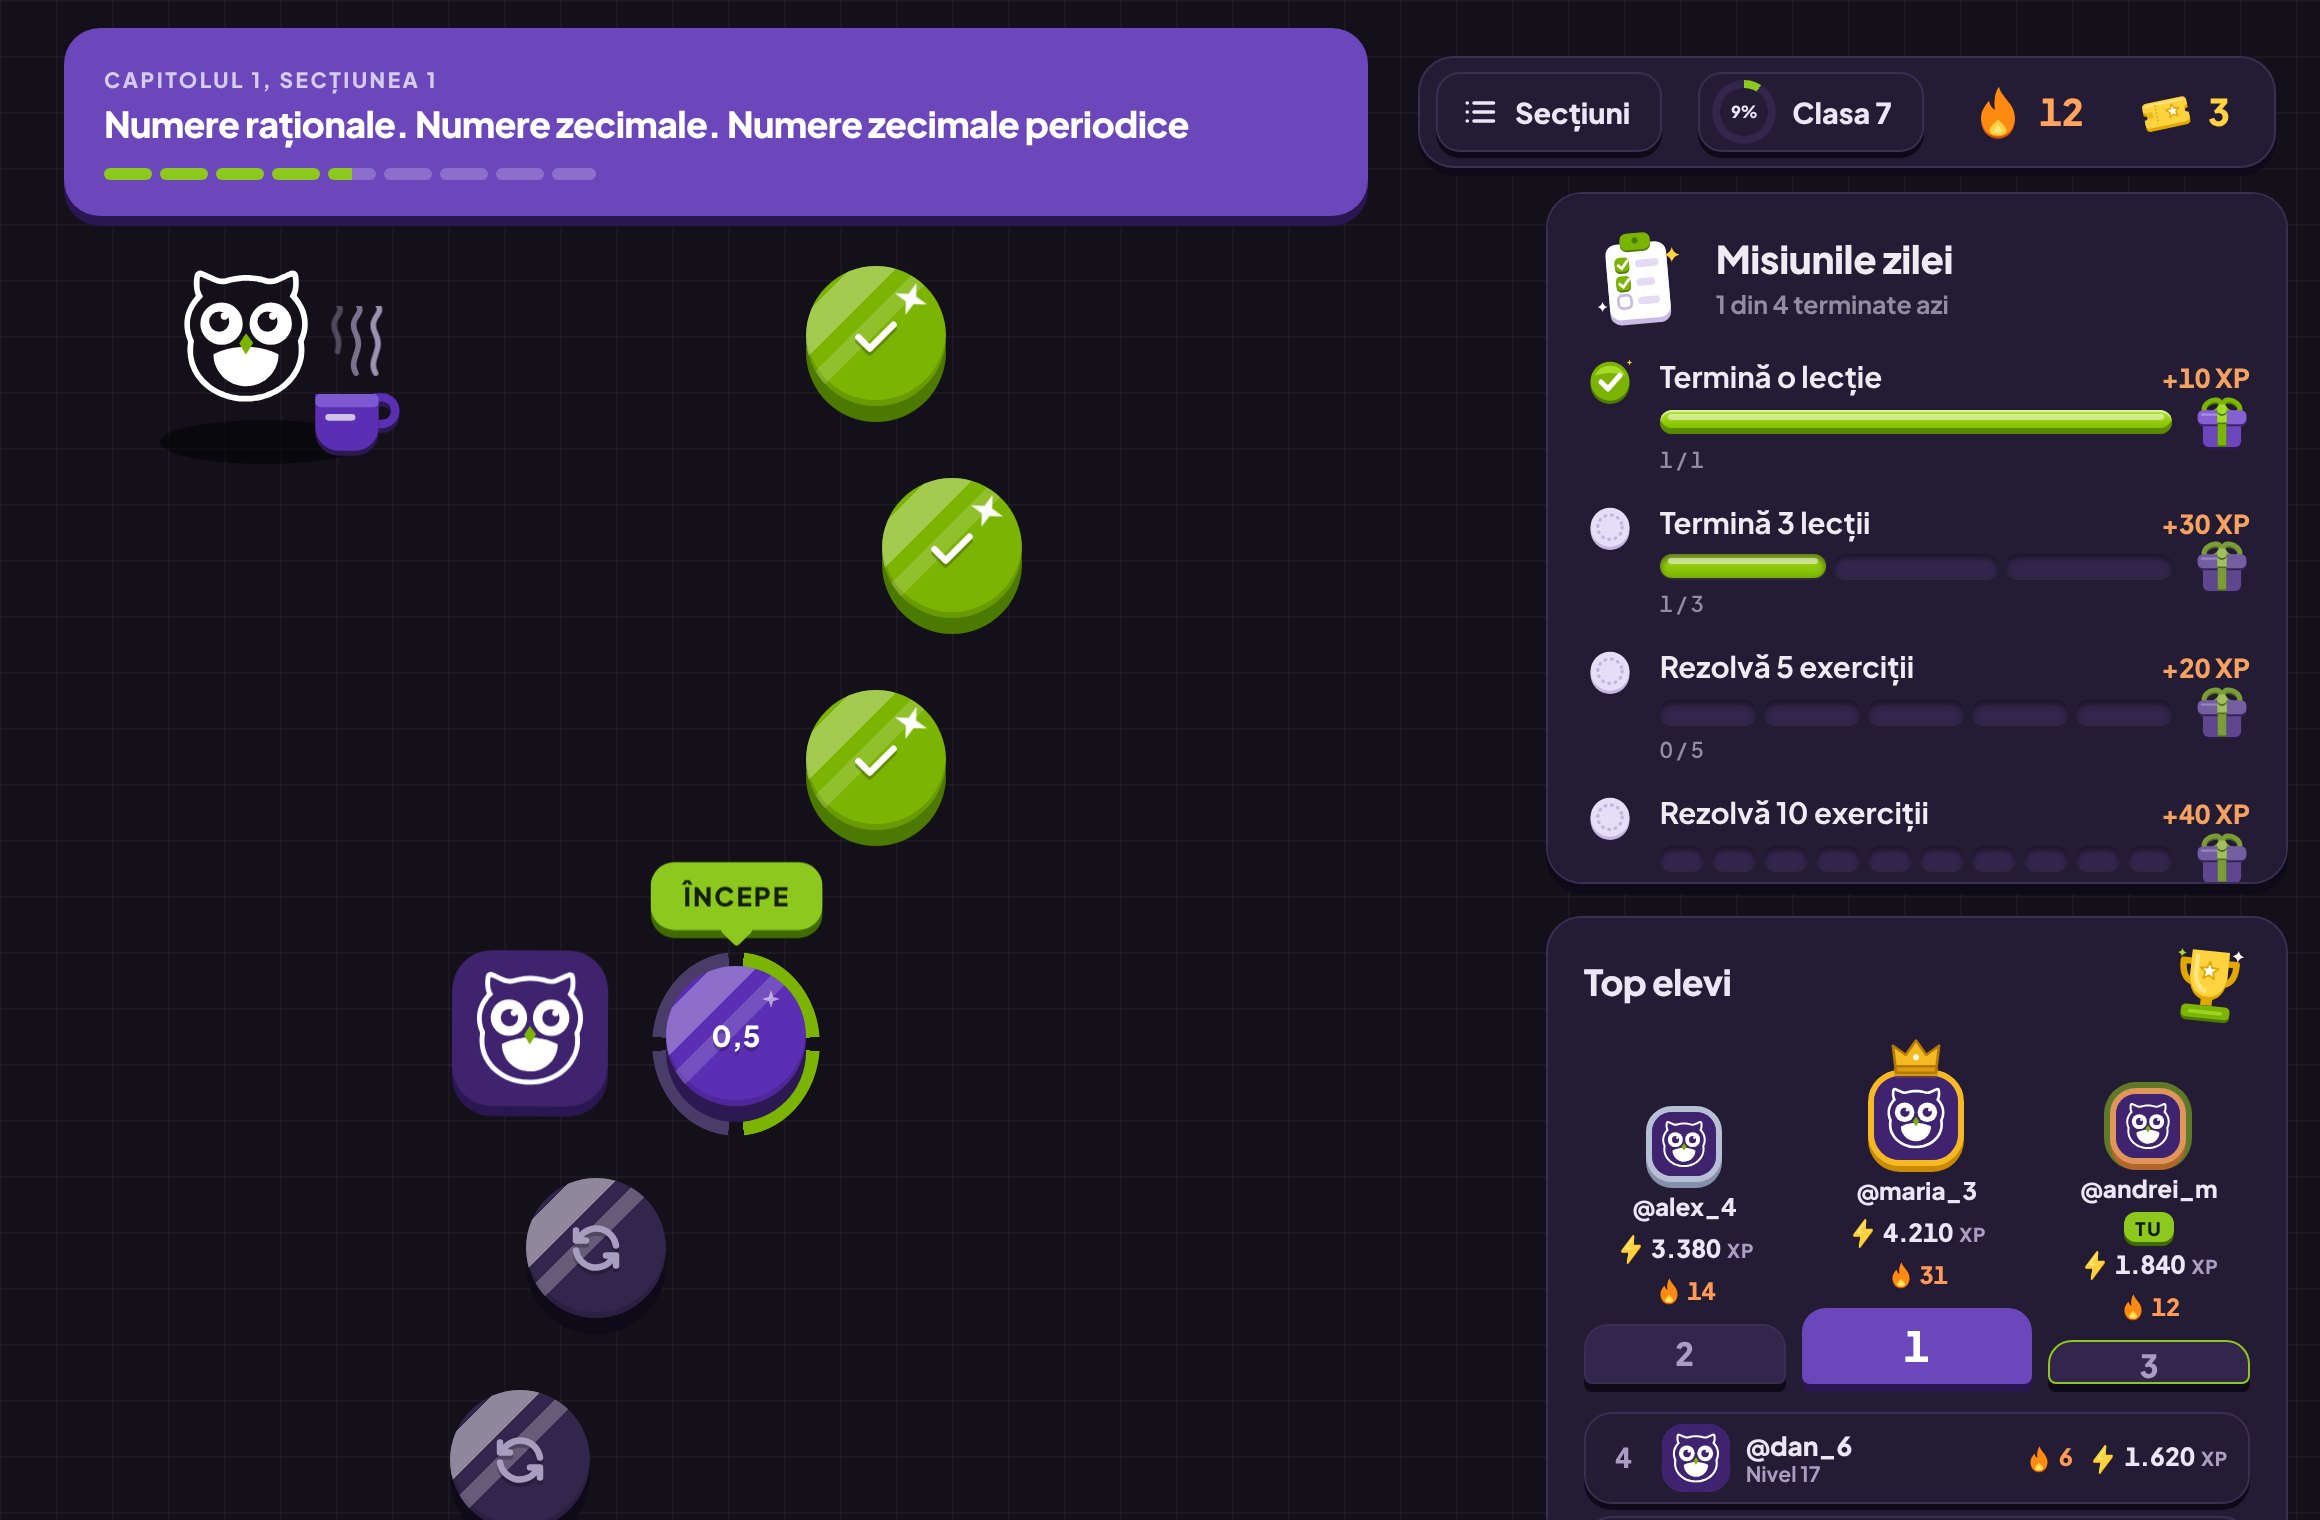 CAPITOLUL 1, SECȚIUNEA 1
Numere raționale. Numere zecimale. Numere zecimale periodice
Secțiuni
9%
Clasa 7
12
3
Misiunile zilei
1 din 4 terminate azi
Termină o lecție
+10 XP
1 / 1
Termină 3 lecții
+30 XP
1 / 3
Rezolvă 5 exerciții
+20 XP
0 / 5
Rezolvă 10 exerciții
+40 XP
ÎNCEPE
0,5
Top elevi
@alex_4
3.380 XP
14
2
@maria_3
4.210 XP
31
1
@andrei_m
TU
1.840 XP
12
3
4
@dan_6
Nivel 17
6
1.620 XP